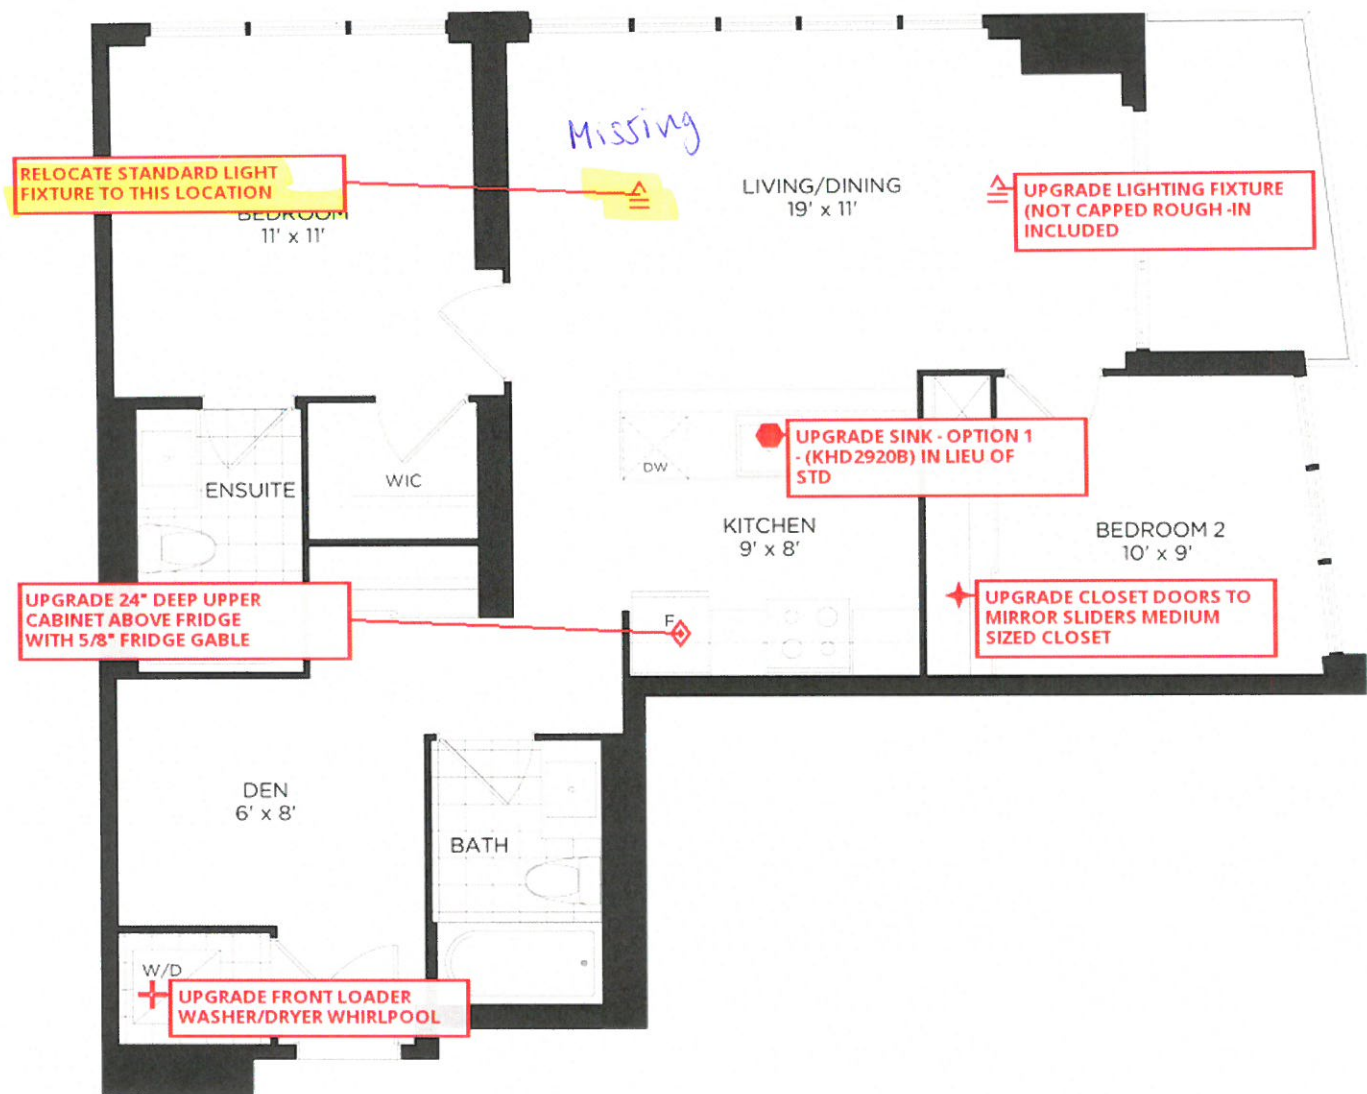 Missing
RELOCATE STANDARD LIGHT
FIXTURE TO THIS LOCATION
BEDROOM
11' x 11'
LIVING/DINING
19' x 11'
UPGRADE LIGHTING FIXTURE
(NOT CAPPED ROUGH -IN
INCLUDED
DW
UPGRADE SINK - OPTION 1
- (KHD2920B) IN LIEU OF
STD
ENSUITE
WIC
KITCHEN
9' x 8'
BEDROOM 2
10' x 9'
UPGRADE 24" DEEP UPPER
CABINET ABOVE FRIDGE
WITH 5/8" FRIDGE GABLE
F
UPGRADE CLOSET DOORS TO
MIRROR SLIDERS MEDIUM
SIZED CLOSET
DEN
6' x 8'
BATH
W/D
UPGRADE FRONT LOADER
WASHER/DRYER WHIRLPOOL